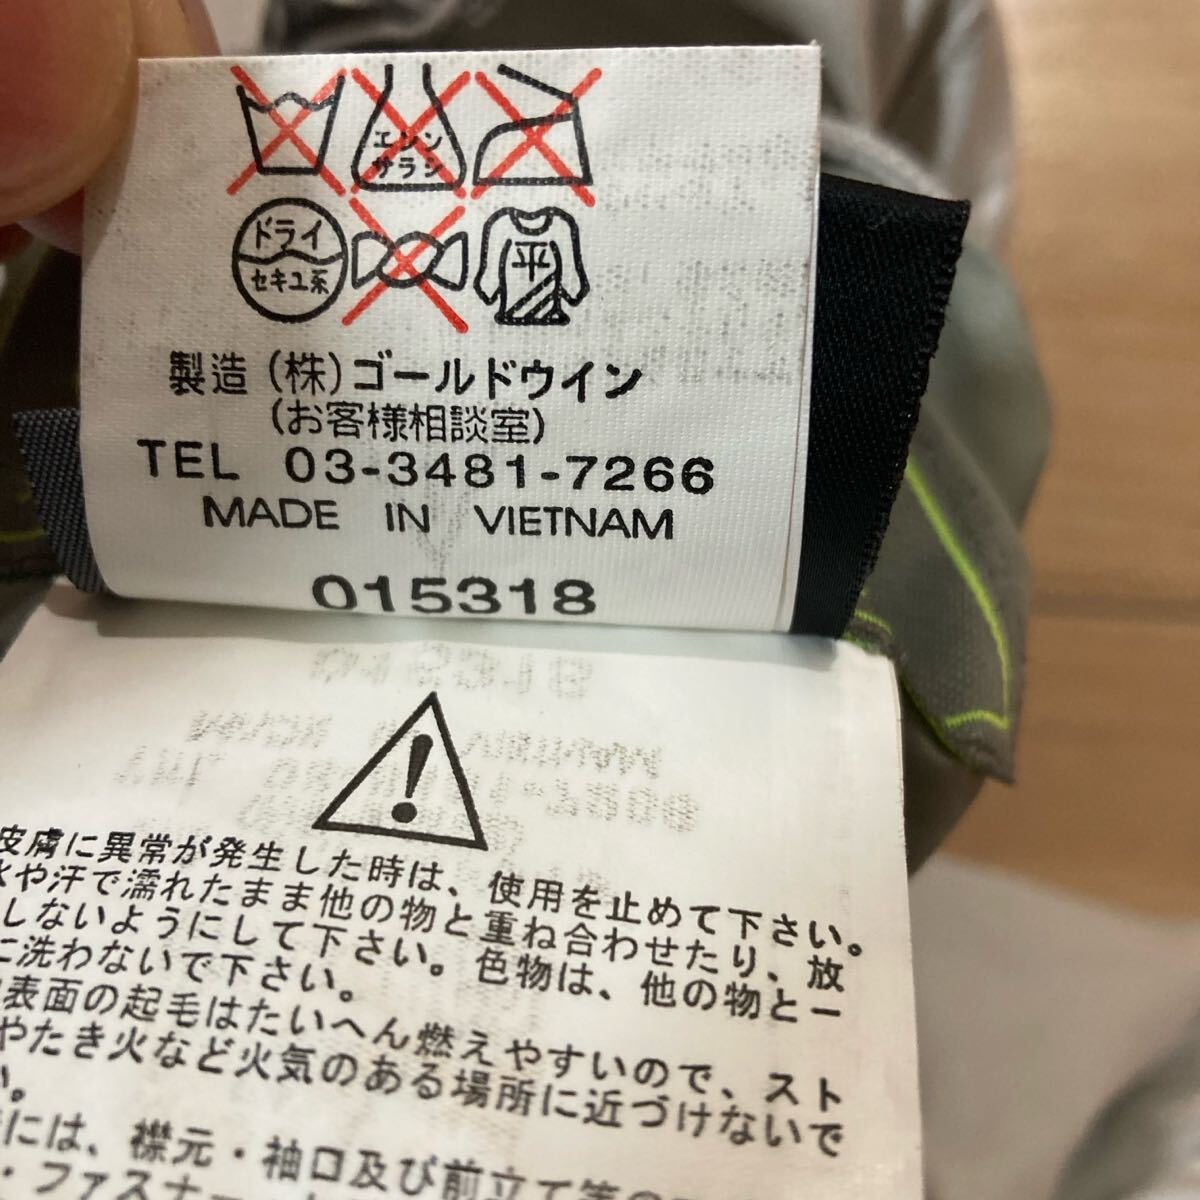 エンソ
サラシ
ドライ
セキユ系
平
製造 (株)ゴールドウイン
(お客様相談室)
TEL 03-3481-7266
MADE IN VIETNAM
015318
皮膚に異常が発生した時は、使用を止めて下さい。
や汗で濡れたまま他の物と重ね合わせたり、放
しないようにして下さい。色物は、他の物と一
に洗わないで下さい。
表面の起毛はたいへん燃えやすいので、スト
やたき火など火気のある場所に近づけないで
い。
には、襟元・袖口及び前立て等の
・ファスナー